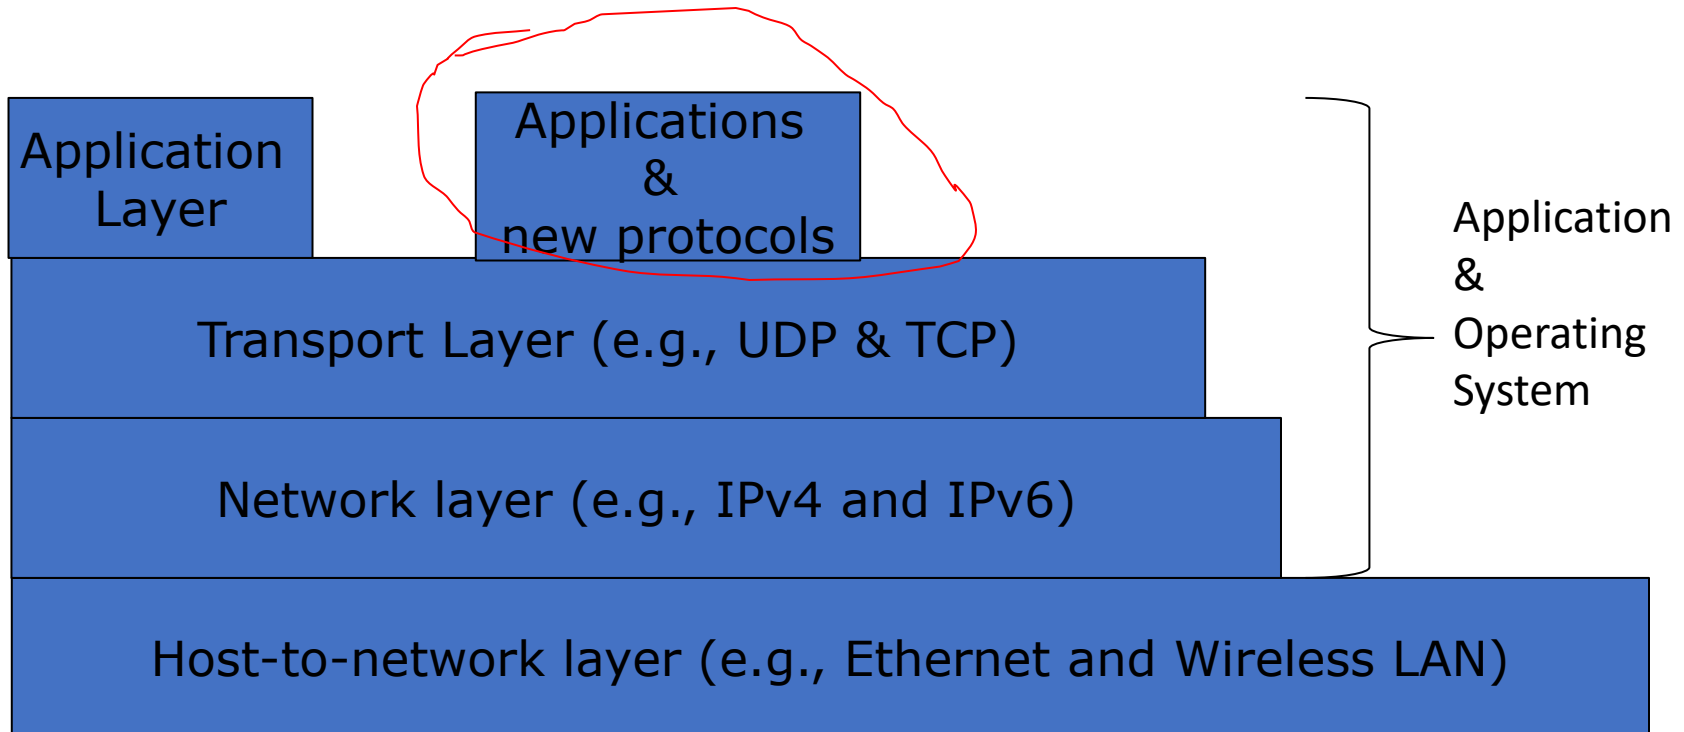 Application
Layer
Applications
&
new protocols
Transport Layer (e.g., UDP & TCP)
Network layer (e.g., IPv4 and IPv6)
Host-to-network layer (e.g., Ethernet and Wireless LAN)
Application
&
Operating
System